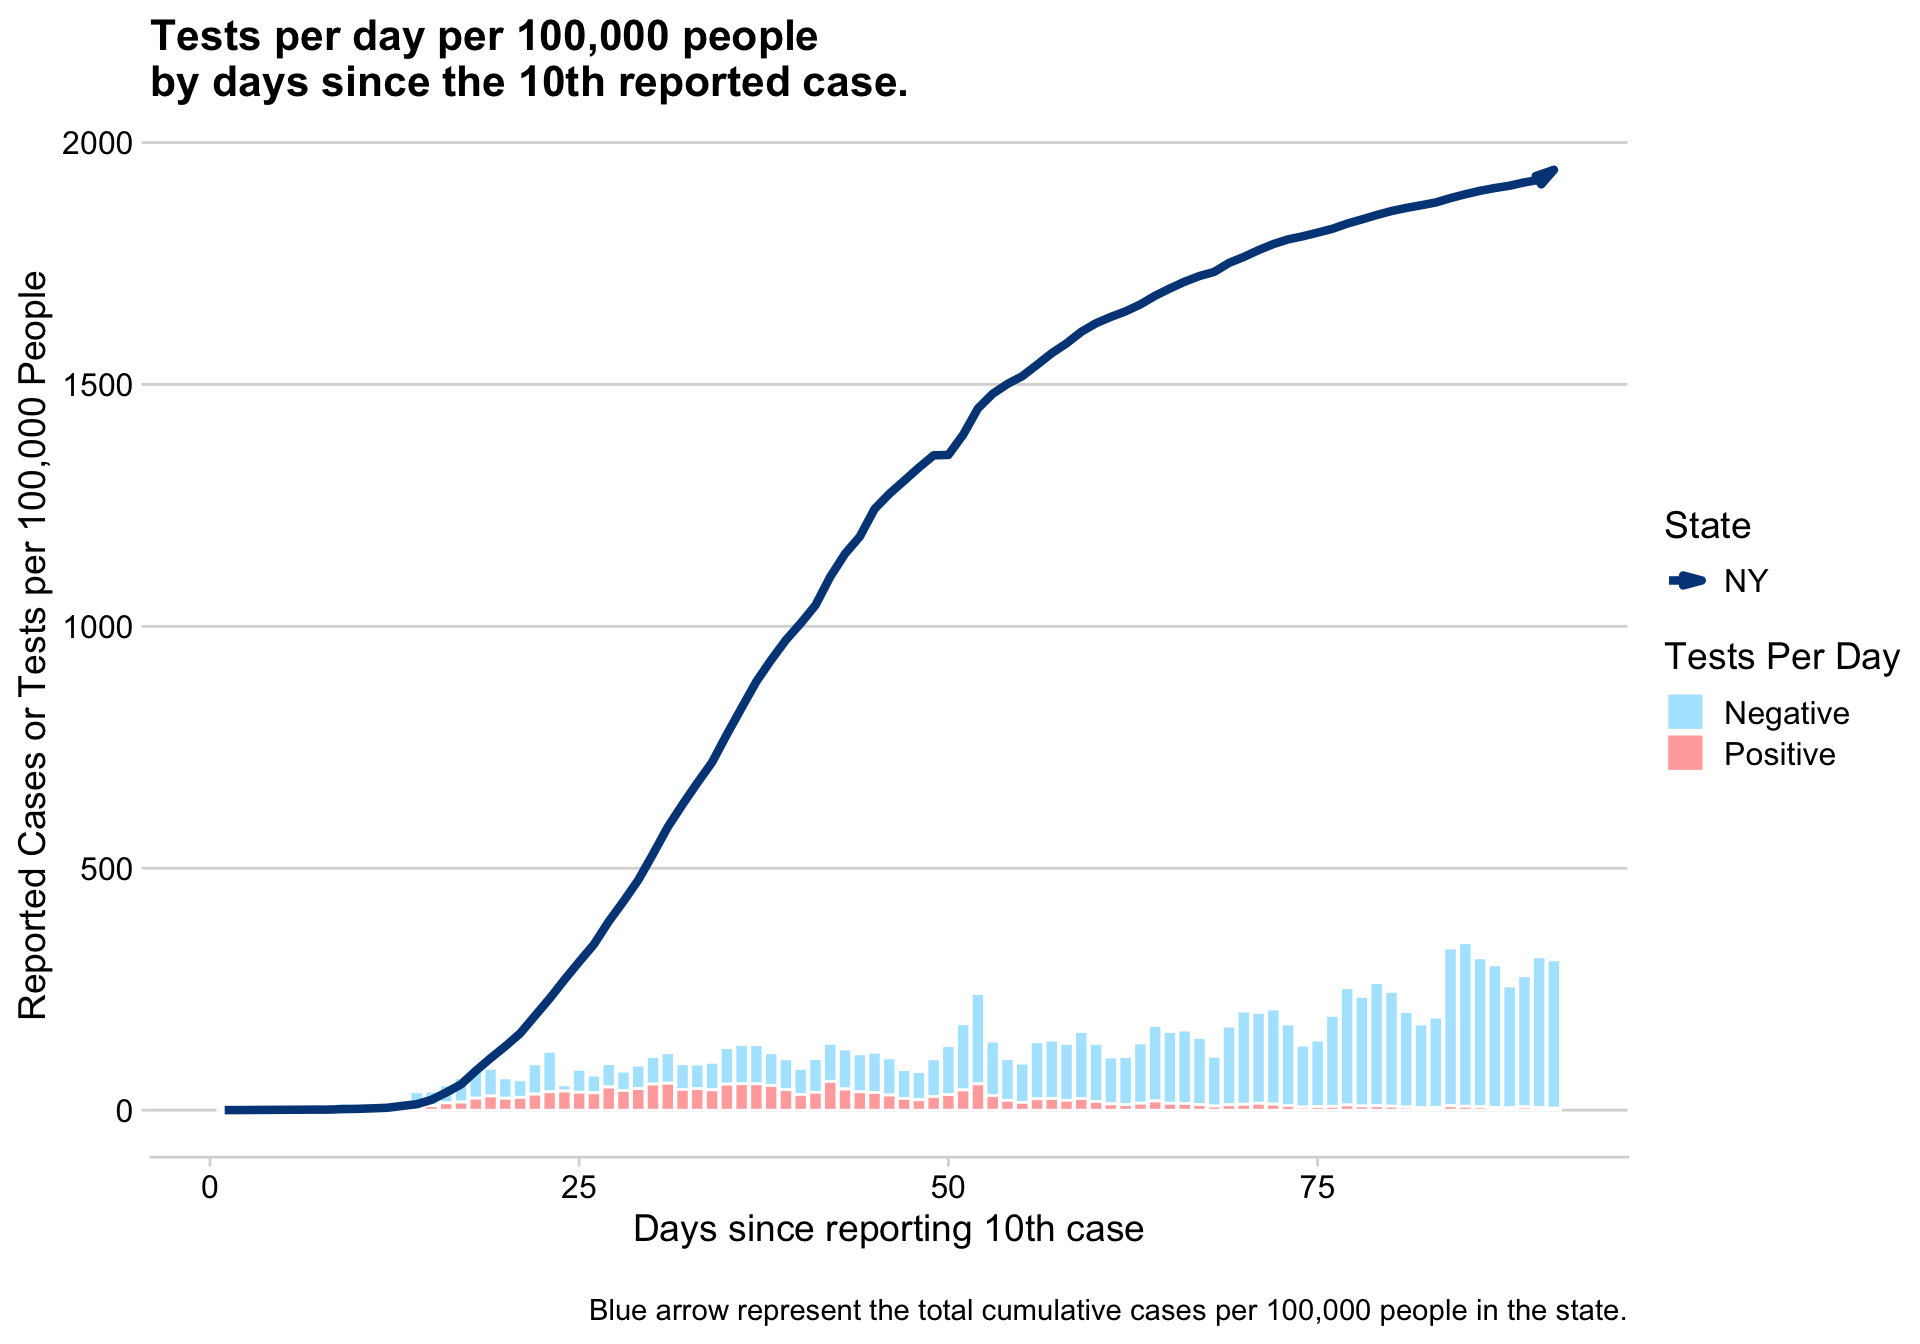 Tests per day per 100,000 people
by days since the 10th reported case.
Reported Cases or Tests per 100,000 People
2000
1500
1000
500
0
0
25
50
75
Days since reporting 10th case
State
NY
Tests Per Day
Negative
Positive
Blue arrow represent the total cumulative cases per 100,000 people in the state.